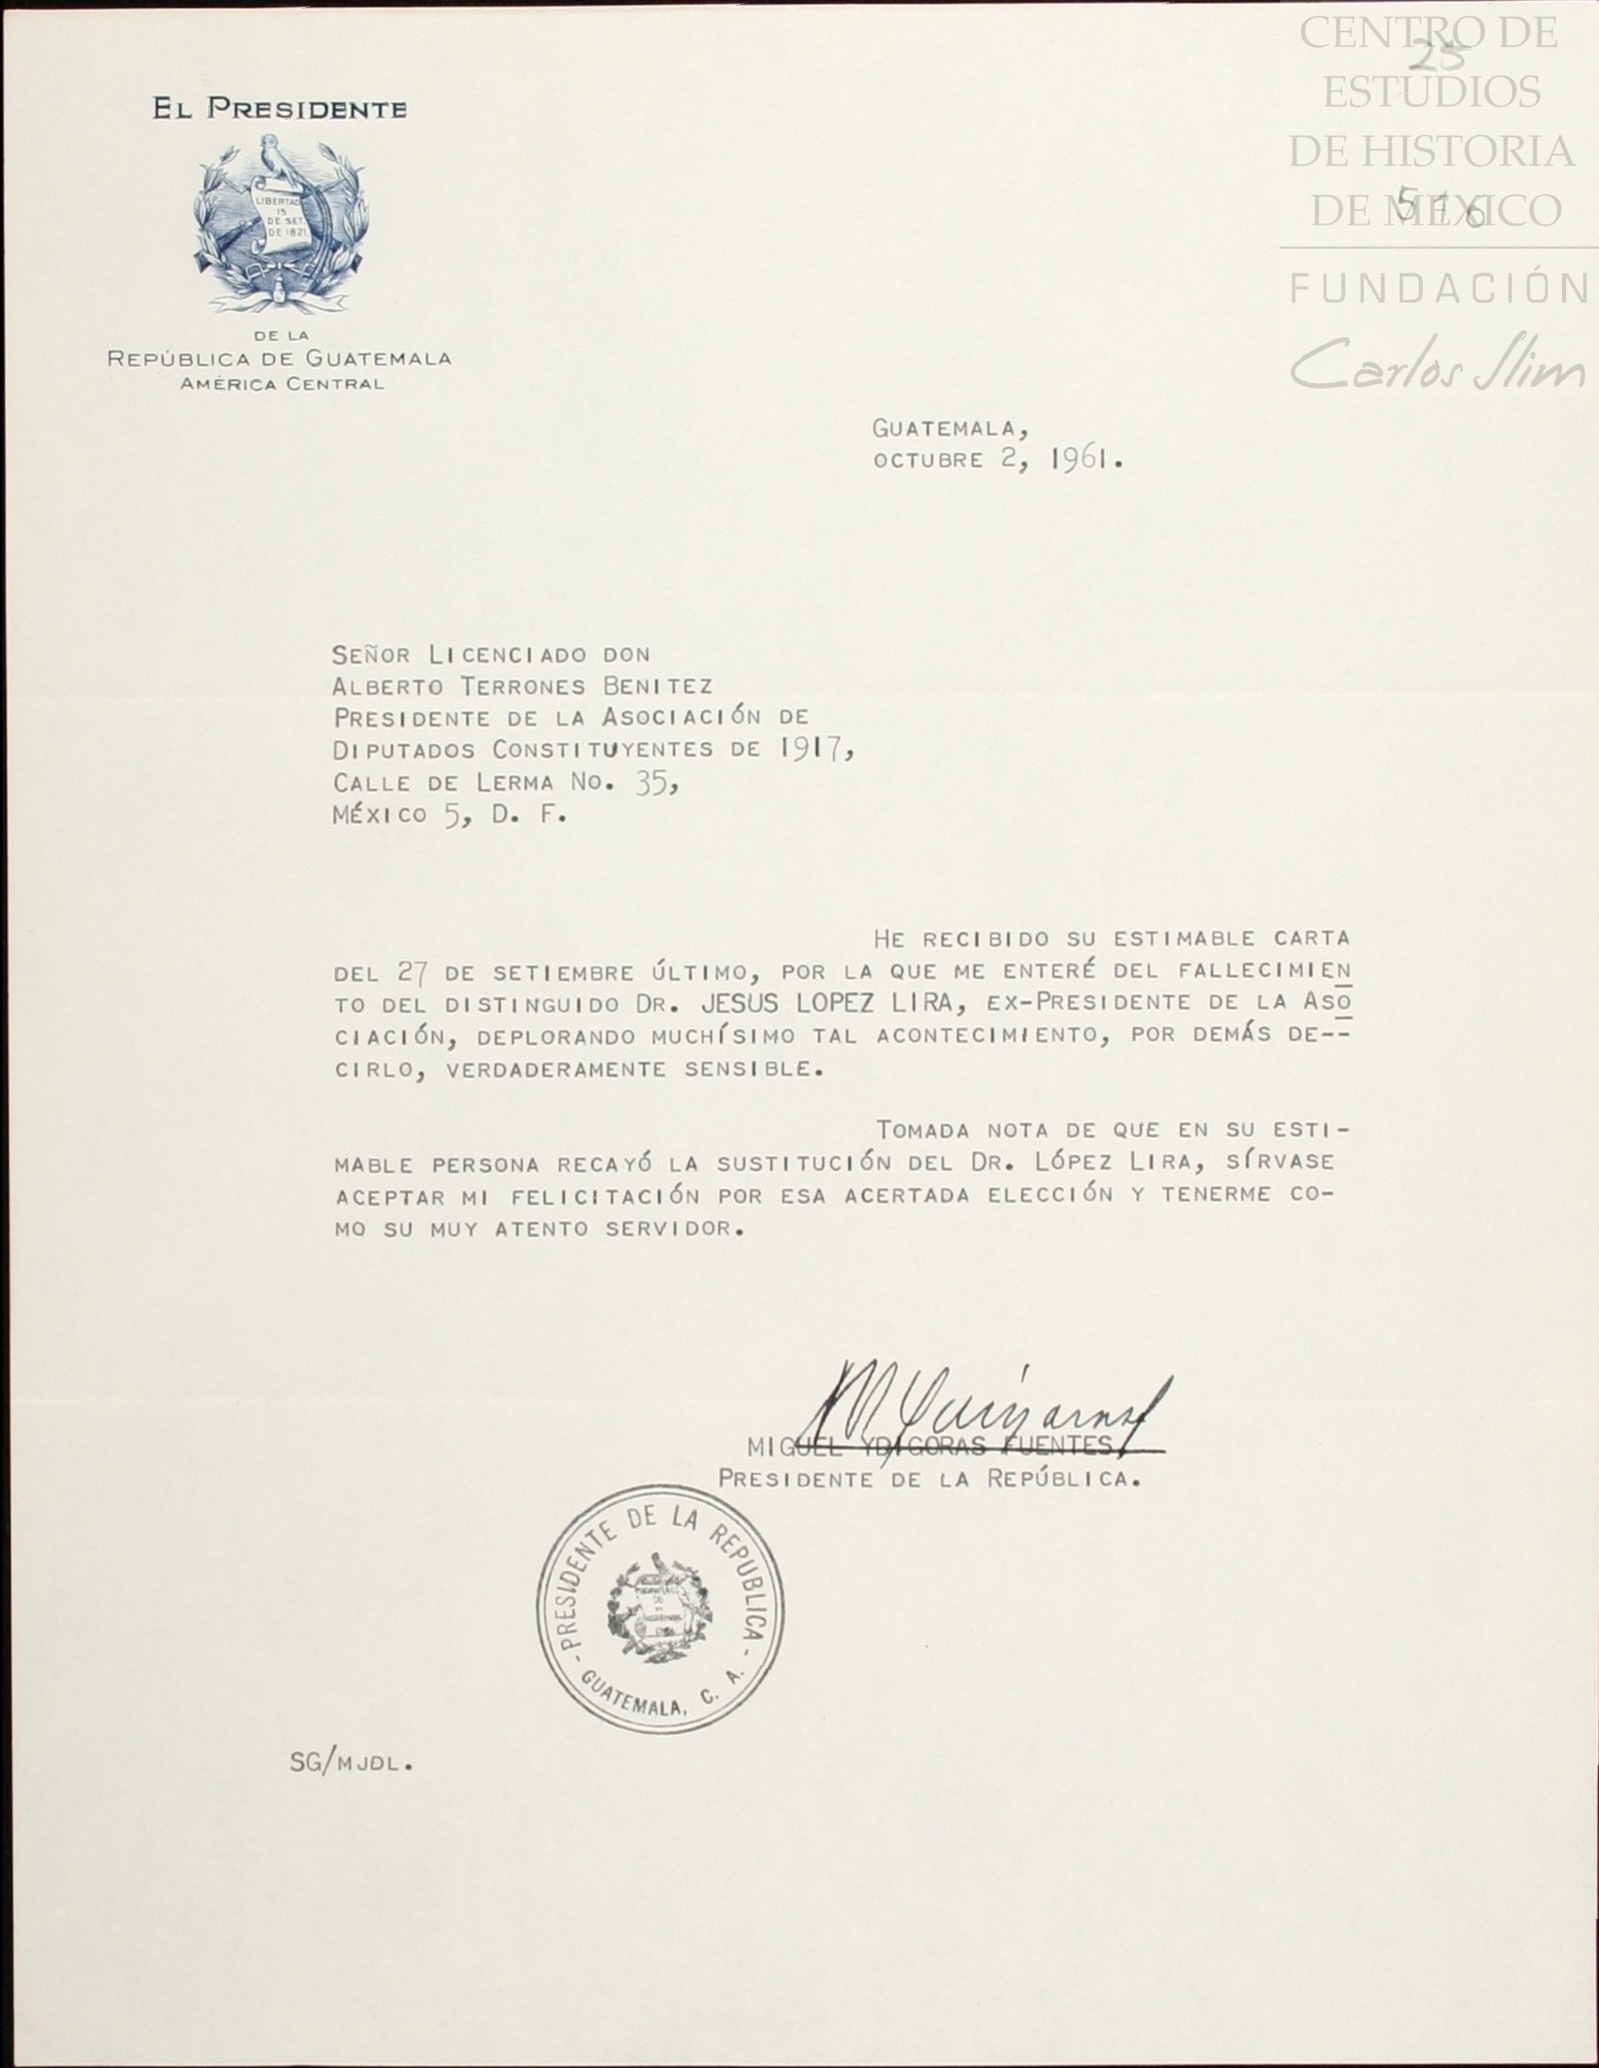 EL PRESIDENTE
LIBERTAD
15
DE SET.
DE 1821
DE LA
REPÚBLICA DE GUATEMALA
AMÉRICA CENTRAL
CENTRO DE
25
ESTUDIOS
DE HISTORIA
DE MÉXICO
516
FUNDACIÓN
Carlos Slim
GUATEMALA,
OCTUBRE 2, 1961.
SEÑOR LICENCIADO DON
ALBERTO TERRONES BENITEZ
PRESIDENTE DE LA ASOCIACIÓN DE
DIPUTADOS CONSTITUYENTES DE 1917,
CALLE DE LERMA NO. 35,
MÉXICO 5, D. F.
HE RECIBIDO SU ESTIMABLE CARTA
DEL 27 DE SETIEMBRE ÚLTIMO, POR LA QUE ME ENTERÉ DEL FALLECIMIEN
TO DEL DISTINGUIDO DR. JESUS LOPEZ LIRA, EX-PRESIDENTE DE LA ASO
CIACIÓN, DEPLORANDO MUCHÍSIMO TAL ACONTECIMIENTO, POR DEMÁS DE--
CIRLO, VERDADERAMENTE SENSIBLE.
TOMADA NOTA DE QUE EN SU ESTI-
MABLE PERSONA RECAYÓ LA SUSTITUCIÓN DEL DR. LÓPEZ LIRA, SÍRVASE
ACEPTAR MI FELICITACIÓN POR ESA ACERTADA ELECCIÓN Y TENERME CO-
MO SU MUY ATENTO SERVIDOR.
MIGUEL YDIGORAS FUENTES
PRESIDENTE DE LA REPÚBLICA.
PRESIDENTE DE LA REPUBLICA
- GUATEMALA, C. A. -
SG/MJDL.